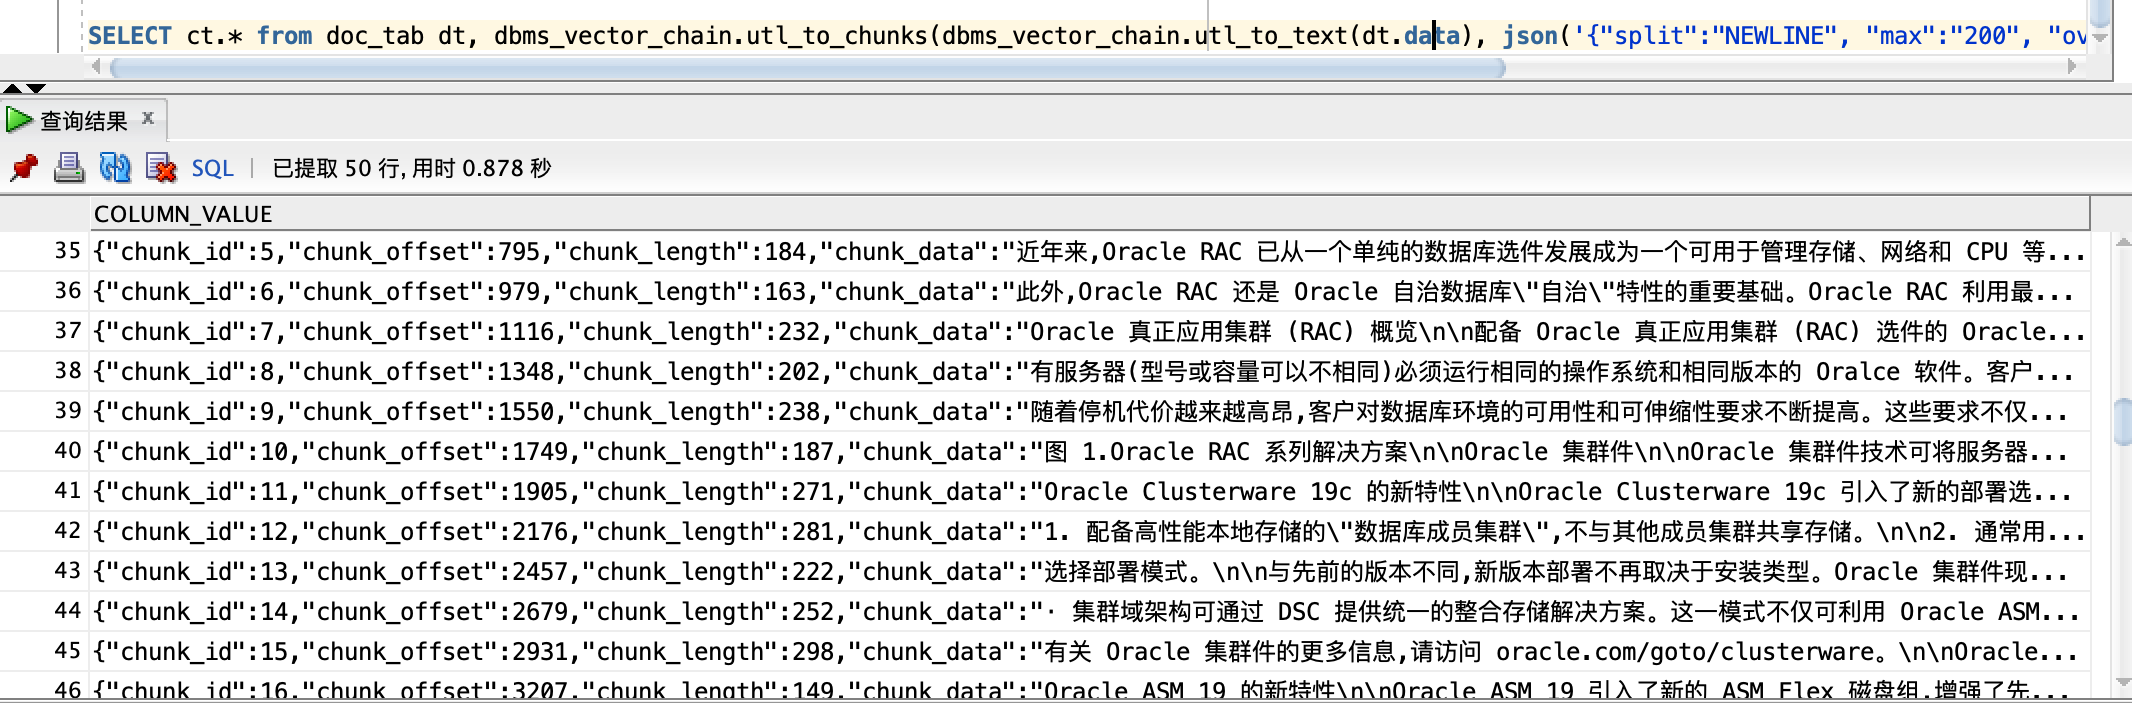 SELECT ct.* from doc_tab dt, dbms_vector_chain.utl_to_chunks(dbms_vector_chain.utl_to_text(dt.data), json('{"split":"NEWLINE", "max":"200", "ov
查询结果 x
SQL | 已提取 50 行, 用时 0.878 秒
COLUMN_VALUE
35 {"chunk_id":5,"chunk_offset":795,"chunk_length":184,"chunk_data":"近年来,Oracle RAC 已从一个单纯的数据库选件发展成为一个可用于管理存储、网络和 CPU 等...
36 {"chunk_id":6,"chunk_offset":979,"chunk_length":163,"chunk_data":"此外,Oracle RAC 还是 Oracle 自治数据库\"自治\"特性的重要基础。Oracle RAC 利用最...
37 {"chunk_id":7,"chunk_offset":1116,"chunk_length":232,"chunk_data":"Oracle 真正应用集群 (RAC) 概览\n\n配备 Oracle 真正应用集群 (RAC) 选件的 Oracle...
38 {"chunk_id":8,"chunk_offset":1348,"chunk_length":202,"chunk_data":"有服务器(型号或容量可以不相同)必须运行相同的操作系统和相同版本的 Oralce 软件。客户...
39 {"chunk_id":9,"chunk_offset":1550,"chunk_length":238,"chunk_data":"随着停机代价越来越高昂,客户对数据库环境的可用性和可伸缩性要求不断提高。这些要求不仅...
40 {"chunk_id":10,"chunk_offset":1749,"chunk_length":187,"chunk_data":"图 1.Oracle RAC 系列解决方案\n\nOracle 集群件\n\nOracle 集群件技术可将服务器...
41 {"chunk_id":11,"chunk_offset":1905,"chunk_length":271,"chunk_data":"Oracle Clusterware 19c 的新特性\n\nOracle Clusterware 19c 引入了新的部署选...
42 {"chunk_id":12,"chunk_offset":2176,"chunk_length":281,"chunk_data":"1. 配备高性能本地存储的\"数据库成员集群\",不与其他成员集群共享存储。\n\n2. 通常用...
43 {"chunk_id":13,"chunk_offset":2457,"chunk_length":222,"chunk_data":"选择部署模式。\n\n与先前的版本不同,新版本部署不再取决于安装类型。Oracle 集群件现...
44 {"chunk_id":14,"chunk_offset":2679,"chunk_length":252,"chunk_data":"· 集群域架构可通过 DSC 提供统一的整合存储解决方案。这一模式不仅可利用 Oracle ASM...
45 {"chunk_id":15,"chunk_offset":2931,"chunk_length":298,"chunk_data":"有关 Oracle 集群件的更多信息,请访问 oracle.com/goto/clusterware。\n\nOracle...
46 {"chunk_id":16,"chunk_offset":3207,"chunk_length":149,"chunk_data":"Oracle ASM 19 的新特性\n\nOracle ASM 19 引入了新的 ASM Flex 磁盘组,增强了先...